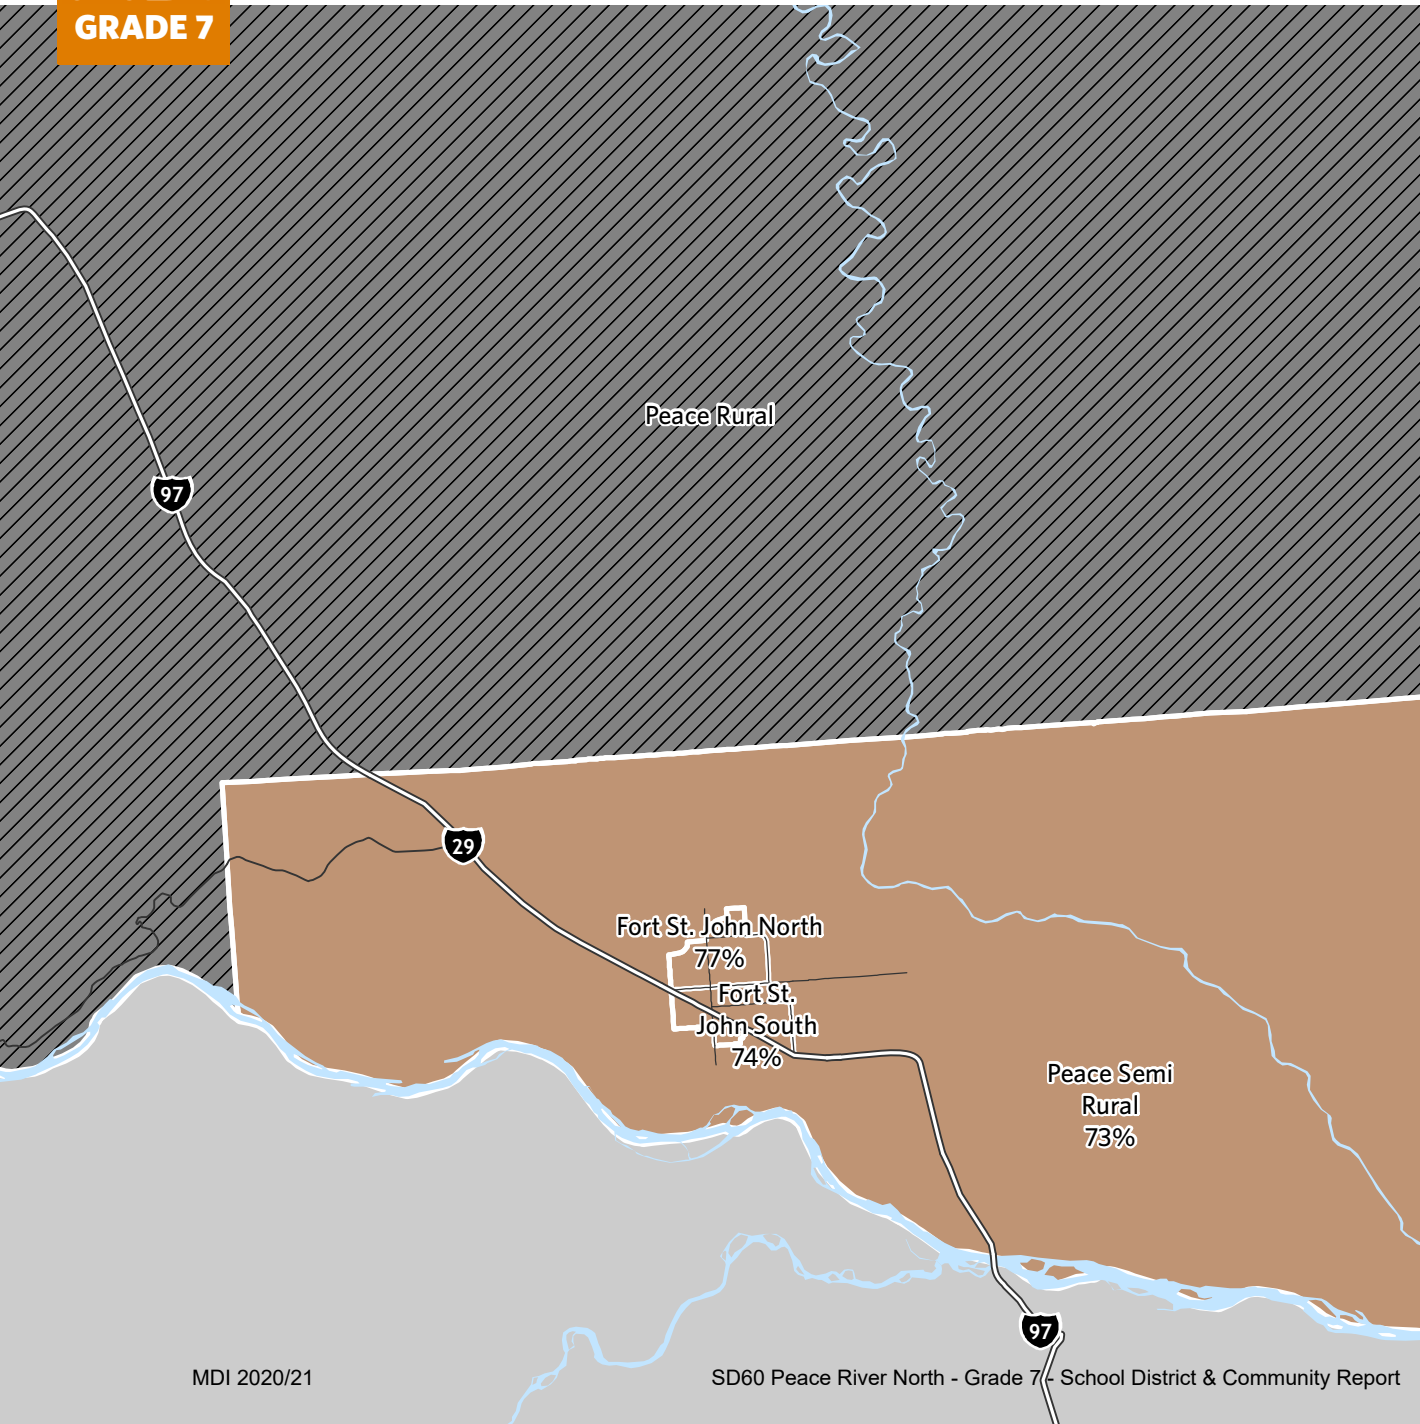 GRADE 7
Peace Rural
97
29
Fort St. John North
77%
Fort St.
John South
74%
Peace Semi
Rural
73%
97
MDI 2020/21
SD60 Peace River North - Grade 7 - School District & Community Report